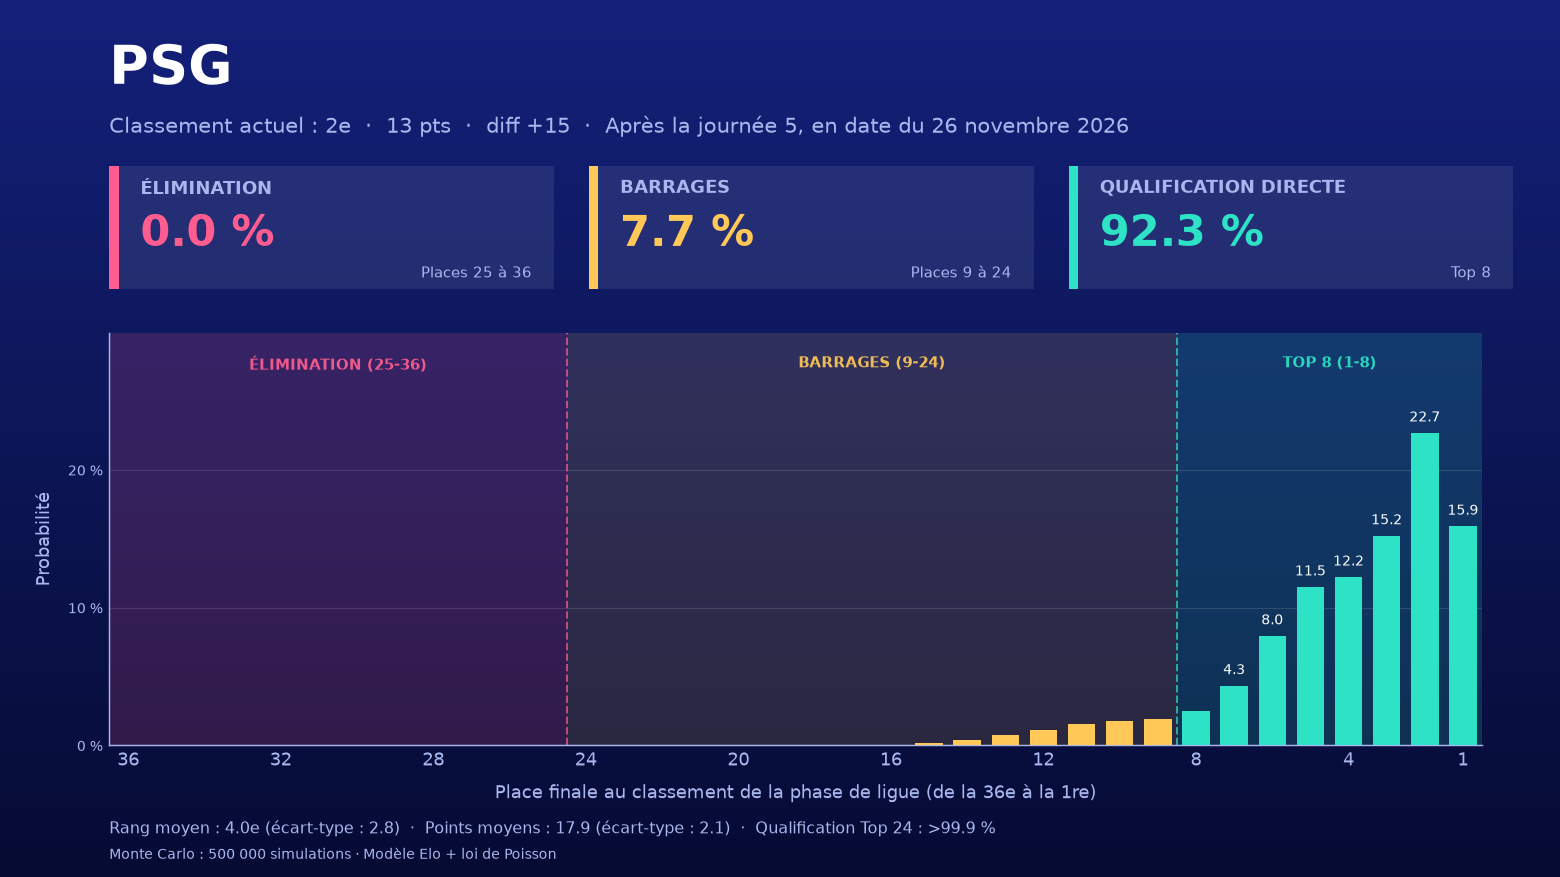 PSG
Classement actuel : 2e · 13 pts · diff +15 · Après la journée 5, en date du 26 novembre 2026
ÉLIMINATION
0.0 %
Places 25 à 36
BARRAGES
7.7 %
Places 9 à 24
QUALIFICATION DIRECTE
92.3 %
Top 8
ÉLIMINATION (25-36)
BARRAGES (9-24)
TOP 8 (1-8)
Probabilité
20 %
10 %
0 %
4.3
8.0
11.5
12.2
15.2
22.7
15.9
36 32 28 24 20 16 12 8 4 1
Place finale au classement de la phase de ligue (de la 36e à la 1re)
Rang moyen : 4.0e (écart-type : 2.8) · Points moyens : 17.9 (écart-type : 2.1) · Qualification Top 24 : >99.9 %
Monte Carlo : 500 000 simulations · Modèle Elo + loi de Poisson